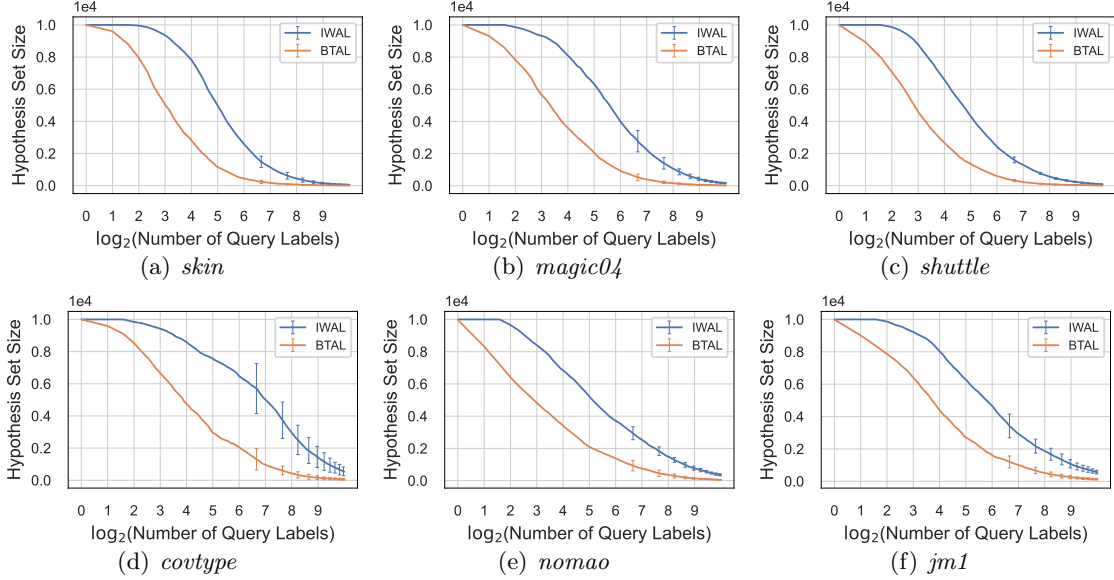 1e4
Hypothesis Set Size
1.0
0.8
0.6
0.4
0.2
0.0
IWAL
BTAL
0 1 2 3 4 5 6 7 8 9
log2(Number of Query Labels)
(a) skin
1e4
Hypothesis Set Size
1.0
0.8
0.6
0.4
0.2
0.0
IWAL
BTAL
0 1 2 3 4 5 6 7 8 9
log2(Number of Query Labels)
(b) magic04
1e4
Hypothesis Set Size
1.0
0.8
0.6
0.4
0.2
0.0
IWAL
BTAL
0 1 2 3 4 5 6 7 8 9
log2(Number of Query Labels)
(c) shuttle
1e4
Hypothesis Set Size
1.0
0.8
0.6
0.4
0.2
0.0
IWAL
BTAL
0 1 2 3 4 5 6 7 8 9
log2(Number of Query Labels)
(d) covtype
1e4
Hypothesis Set Size
1.0
0.8
0.6
0.4
0.2
0.0
IWAL
BTAL
0 1 2 3 4 5 6 7 8 9
log2(Number of Query Labels)
(e) nomao
1e4
Hypothesis Set Size
1.0
0.8
0.6
0.4
0.2
0.0
IWAL
BTAL
0 1 2 3 4 5 6 7 8 9
log2(Number of Query Labels)
(f) jm1